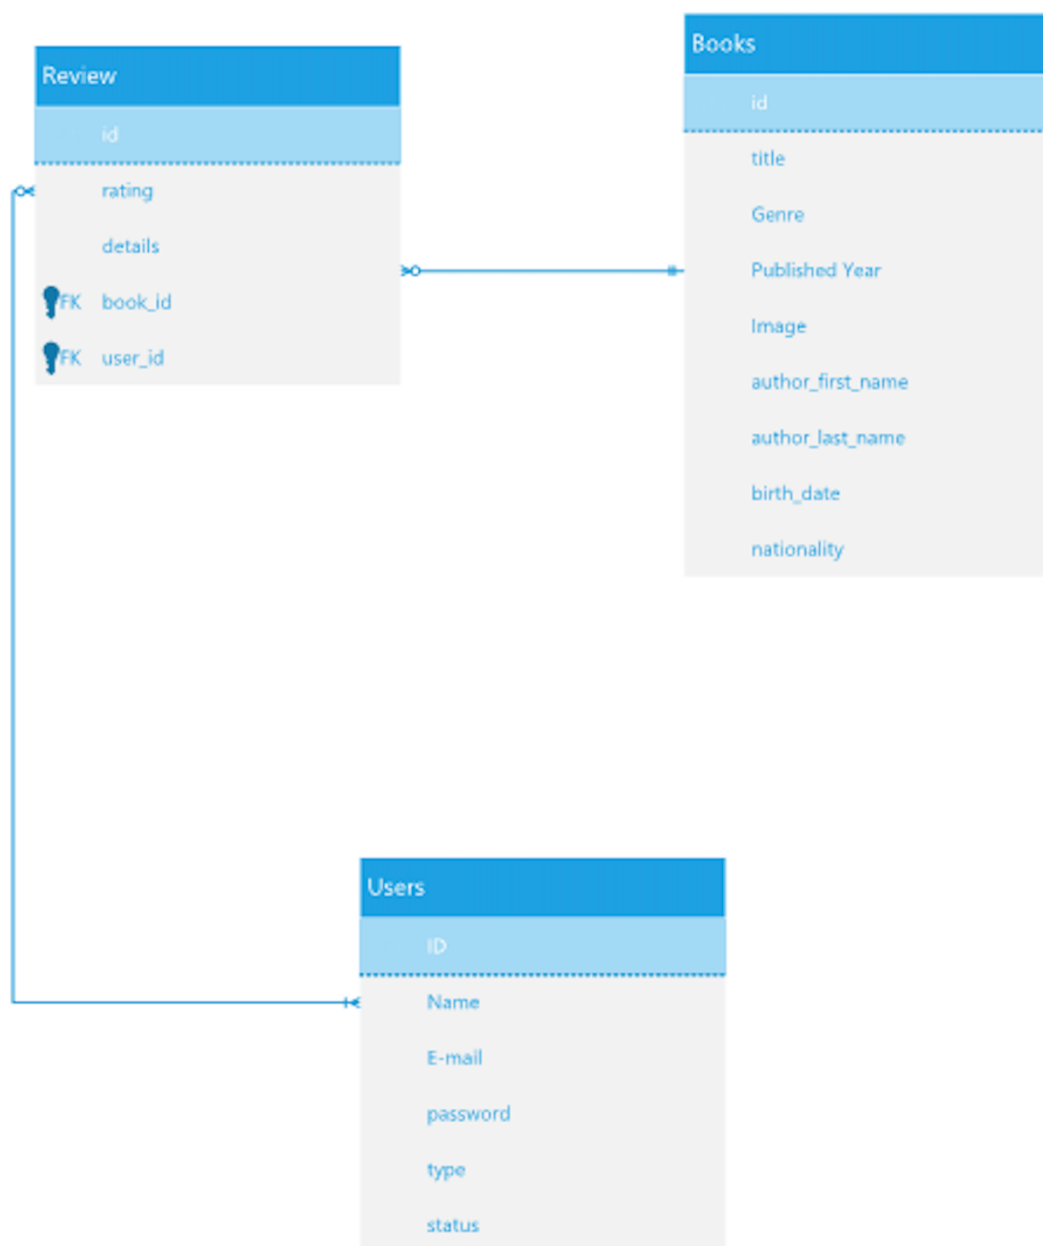 Review
id
rating
details
FK book_id
FK user_id
Books
id
title
Genre
Published Year
Image
author_first_name
author_last_name
birth_date
nationality
Users
ID
Name
E-mail
password
type
status